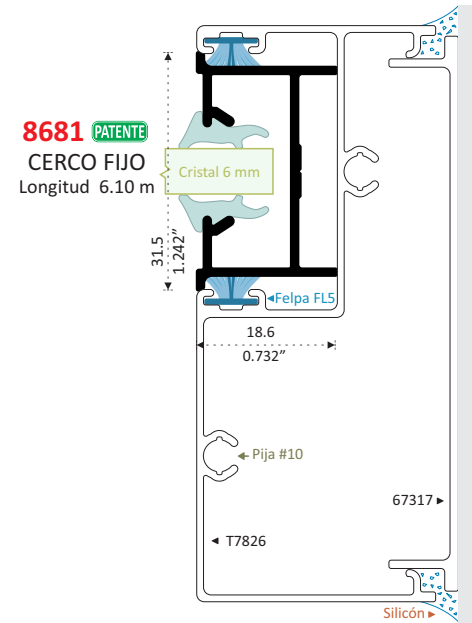 8681 PATENTE
CERCO FIJO
Longitud 6.10 m
Cristal 6 mm
31.5
1.242”
Felpa FL5
18.6
0.732”
Pija #10
67317
T7826
Silicón